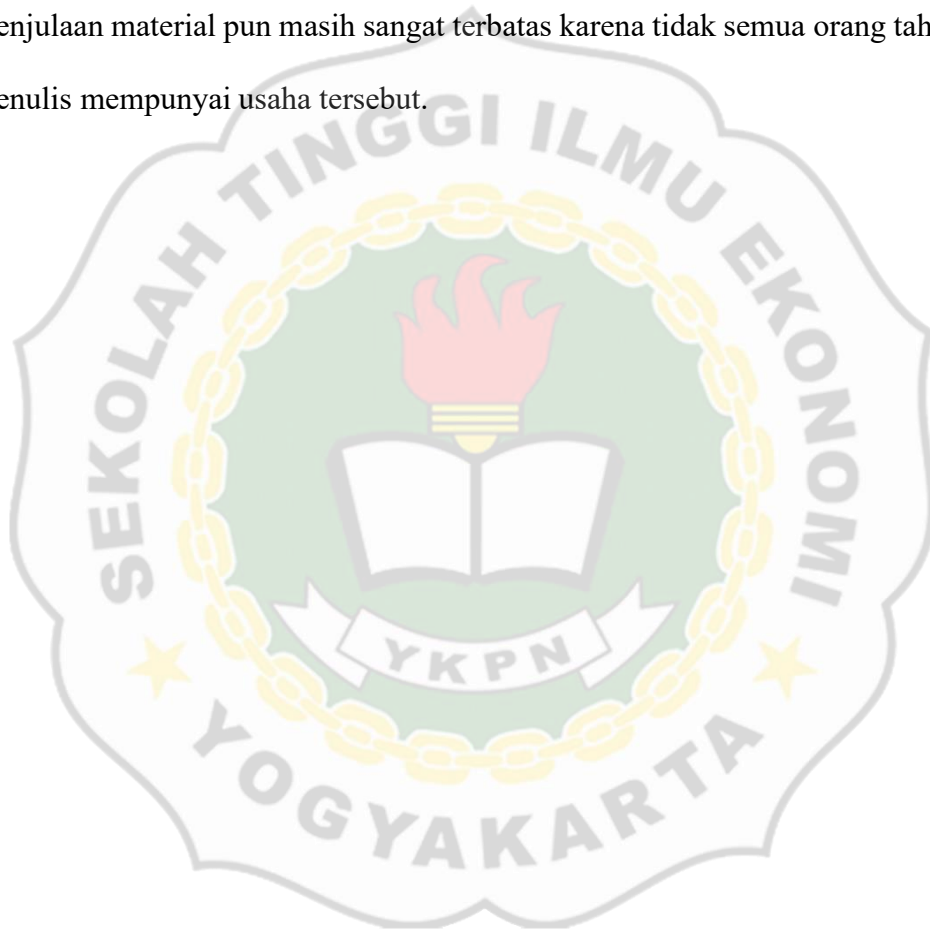 enjulaan material pun masih sangat terbatas karena tidak semua orang tah
enulis mempunyai usaha tersebut.
SEKOLAH TINGGI ILMU EKONOMI
YKPN
YOGYAKARTA